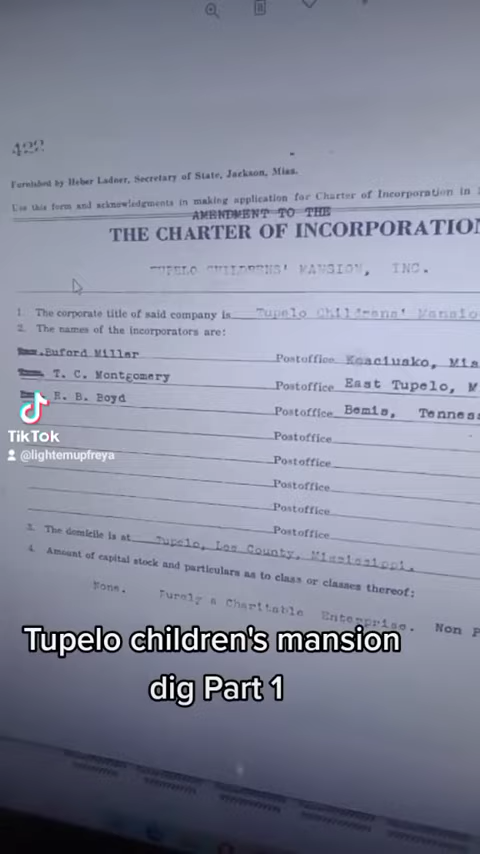 422
Furnished by Heber Ladner, Secretary of State, Jackson, Miss.
Use this form and acknowledgments in making application for Charter of Incorporation in
AMENDMENT TO THE
THE CHARTER OF INCORPORATION
TUPELO CHILDRENS' MANSION, INC.
1. The corporate title of said company is Tupelo Childrens' Mansio
2. The names of the incorporators are:
Buford Miller Postoffice Kosciusko, Mis
T. C. Montgomery Postoffice East Tupelo, M
E. B. Boyd Postoffice Bemis, Tennes
Postoffice
Postoffice
Postoffice
Postoffice
Postoffice
3. The domicile is at Tupelo, Lee County, Mississippi.
4. Amount of capital stock and particulars as to class or classes thereof:
None. Purely a Charitable Enterprise. Non P
TikTok
@lightemupfreya
Tupelo children's mansion
dig Part 1